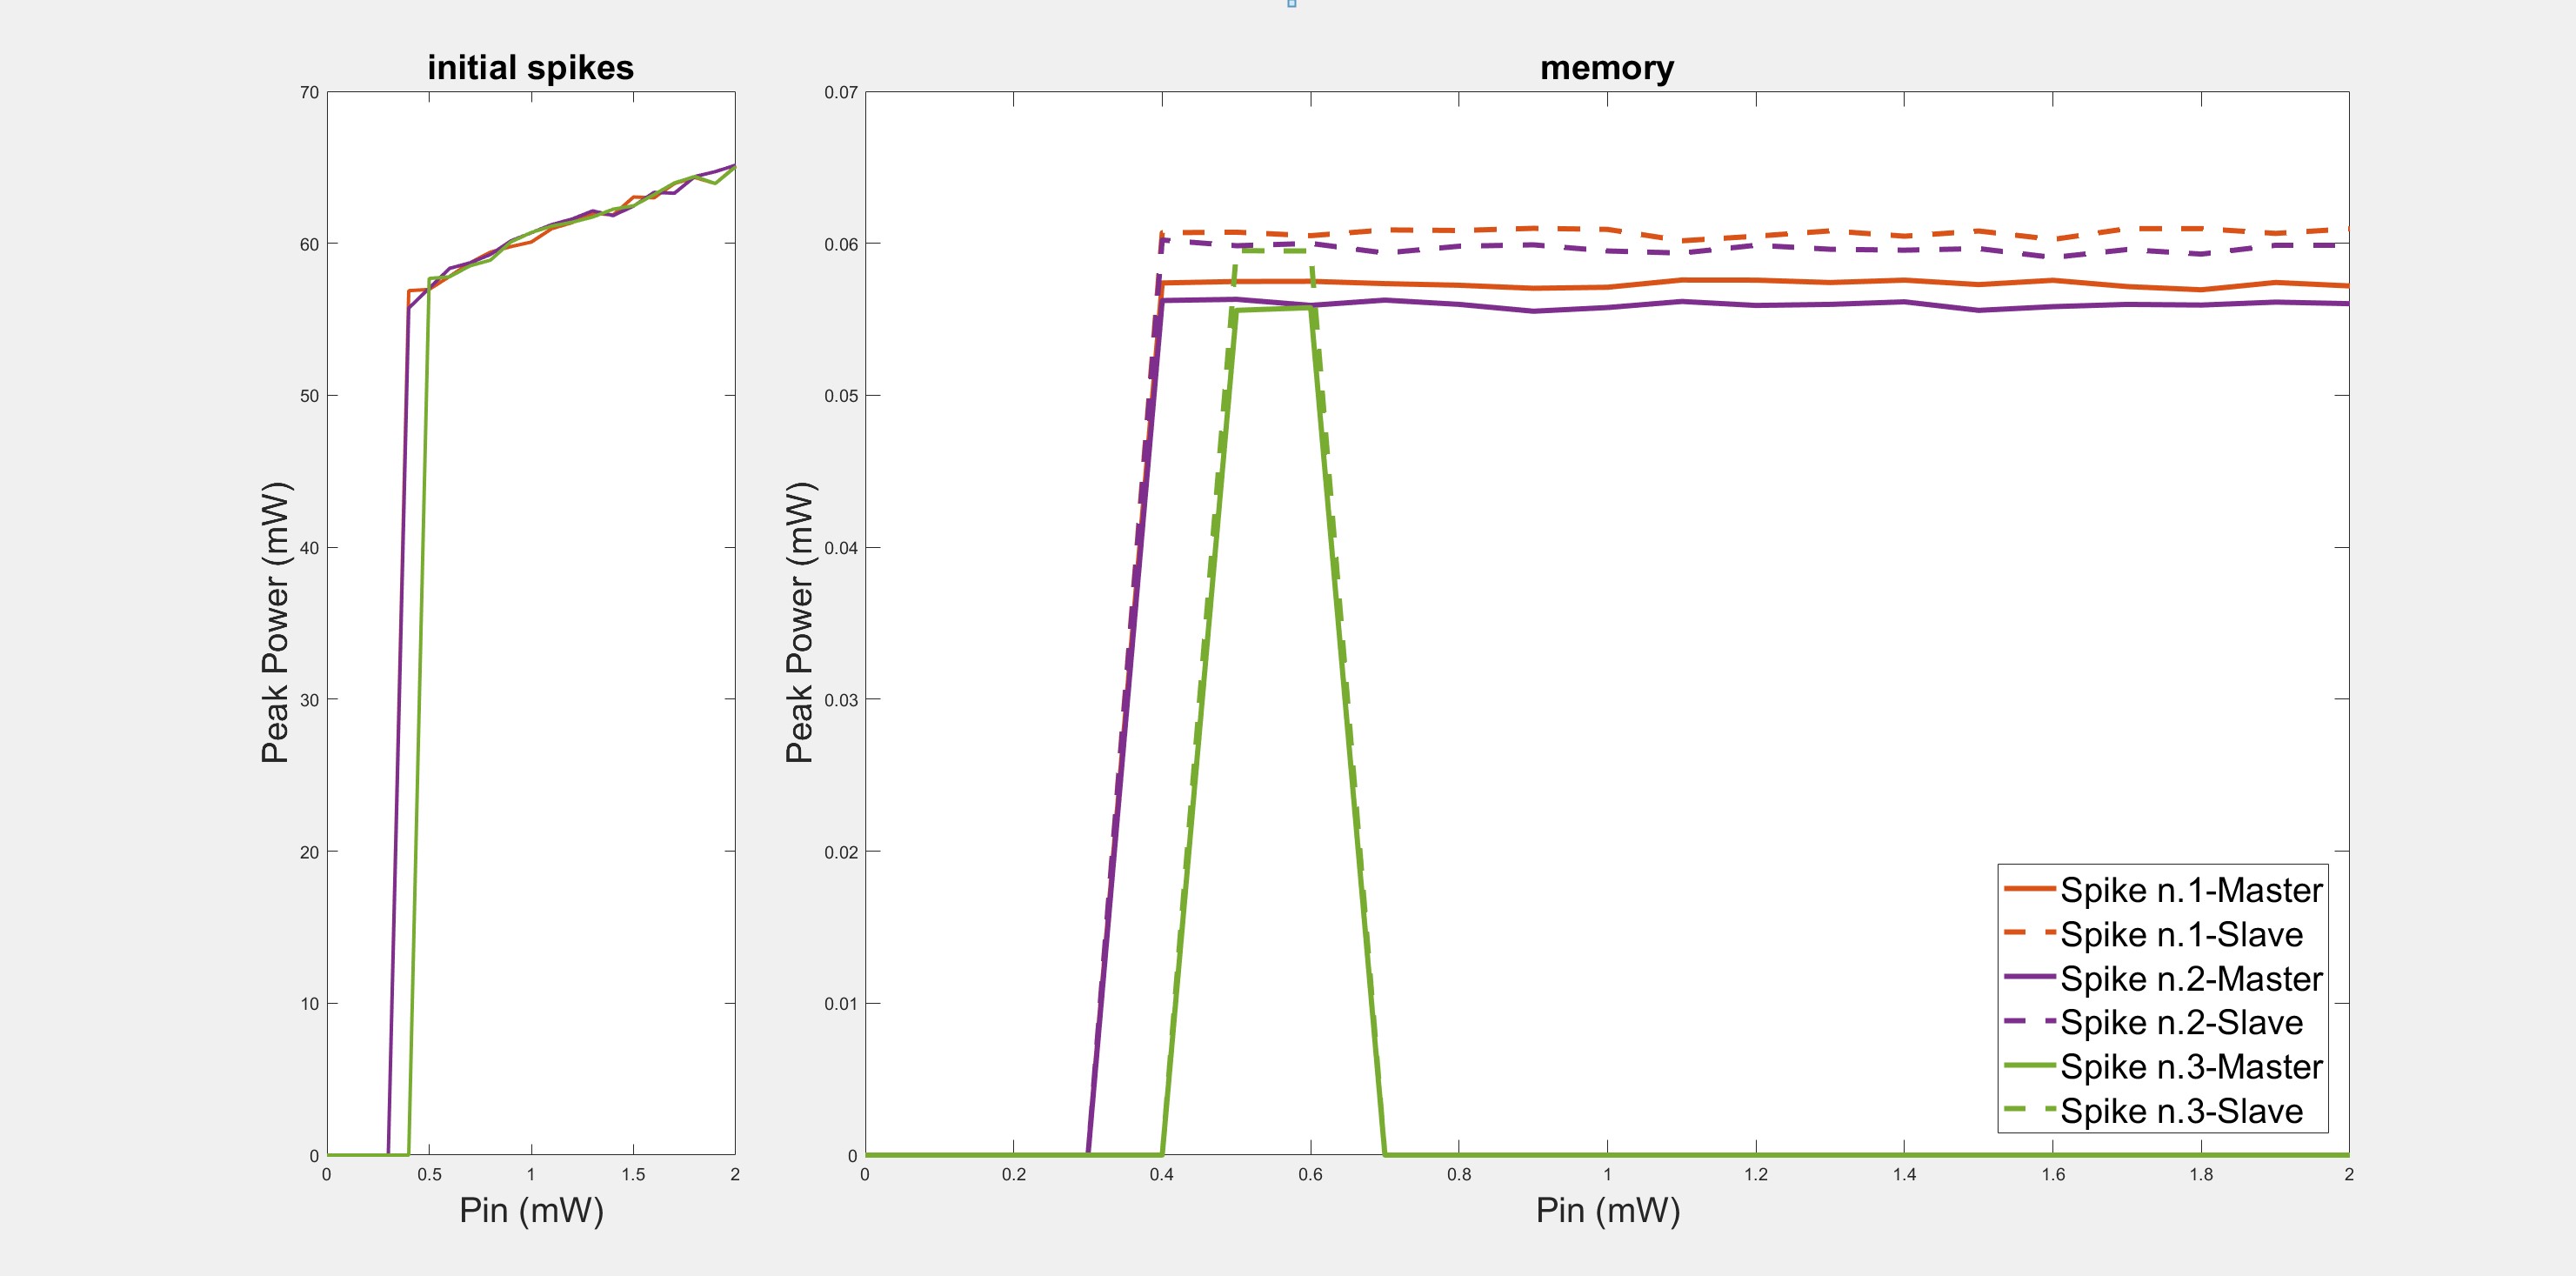 initial spikes
70
60
50
40
30
20
10
0
0 0.5 1 1.5 2
Peak Power (mW)
Pin (mW)
memory
0.07
0.06
0.05
0.04
0.03
0.02
0.01
0
0 0.2 0.4 0.6 0.8 1 1.2 1.4 1.6 1.8 2
Peak Power (mW)
Pin (mW)
Spike n.1-Master
Spike n.1-Slave
Spike n.2-Master
Spike n.2-Slave
Spike n.3-Master
Spike n.3-Slave